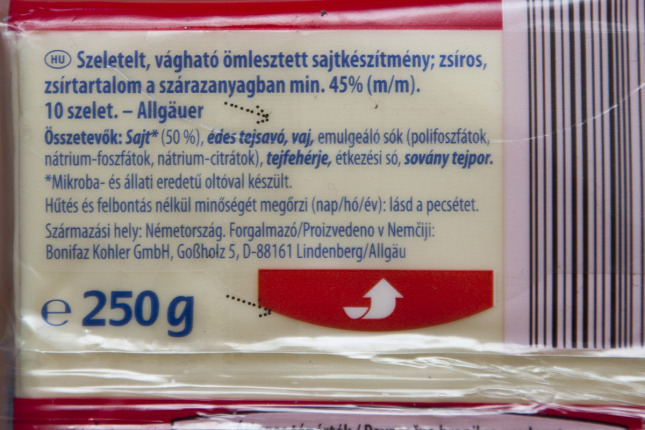 HU Szeletelt, vágható ömlesztett sajtkészítmény; zsíros,
zsírtartalom a szárazanyagban min. 45% (m/m).
10 szelet. – Allgäuer
Összetevők: Sajt* (50 %), édes tejsavó, vaj, emulgeáló sók (polifoszfátok,
nátrium-foszfátok, nátrium-citrátok), tejfehérje, étkezési só, sovány tejpor.
*Mikroba- és állati eredetű oltóval készült.
Hűtés és felbontás nélkül minőségét megőrzi (nap/hó/év): lásd a pecsétet.
Származási hely: Németország. Forgalmazó/Proizvedeno v Nemčiji:
Bonifaz Kohler GmbH, Goßholz 5, D-88161 Lindenberg/Allgäu
℮ 250 g